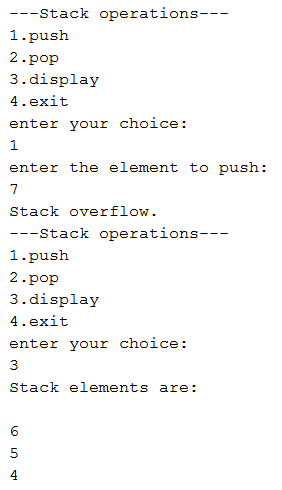 ---Stack operations---
1.push
2.pop
3.display
4.exit
enter your choice:
1
enter the element to push:
7
Stack overflow.
---Stack operations---
1.push
2.pop
3.display
4.exit
enter your choice:
3
Stack elements are:

6
5
4